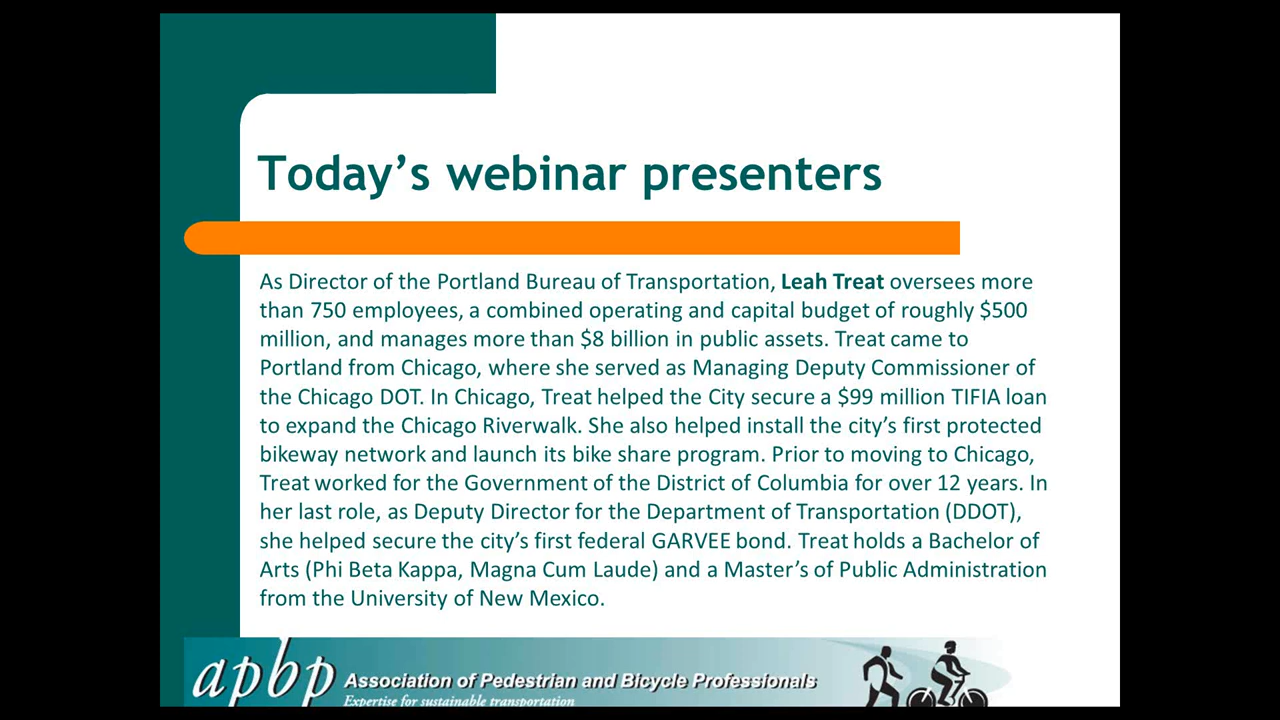 Today’s webinar presenters
As Director of the Portland Bureau of Transportation, Leah Treat oversees more
than 750 employees, a combined operating and capital budget of roughly $500
million, and manages more than $8 billion in public assets. Treat came to
Portland from Chicago, where she served as Managing Deputy Commissioner of
the Chicago DOT. In Chicago, Treat helped the City secure a $99 million TIFIA loan
to expand the Chicago Riverwalk. She also helped install the city’s first protected
bikeway network and launch its bike share program. Prior to moving to Chicago,
Treat worked for the Government of the District of Columbia for over 12 years. In
her last role, as Deputy Director for the Department of Transportation (DDOT),
she helped secure the city’s first federal GARVEE bond. Treat holds a Bachelor of
Arts (Phi Beta Kappa, Magna Cum Laude) and a Master’s of Public Administration
from the University of New Mexico.
apbp Association of Pedestrian and Bicycle Professionals
Expertise for sustainable transportation